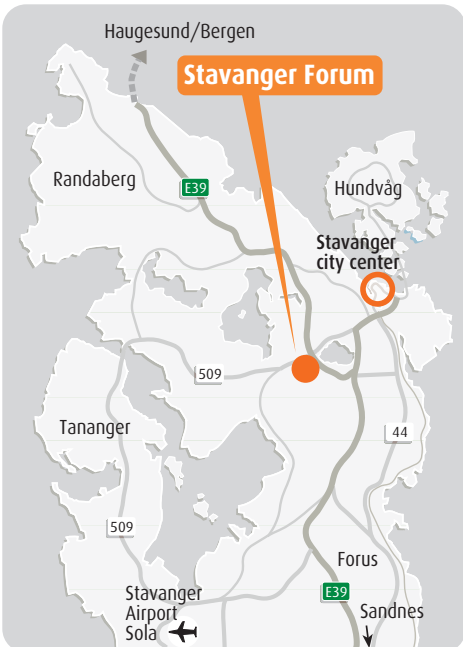 Haugesund/Bergen
Stavanger Forum
Randaberg
E39
Hundvåg
Stavanger
city center
509
Tananger
44
509
Forus
Stavanger
Airport
Sola
E39
Sandnes